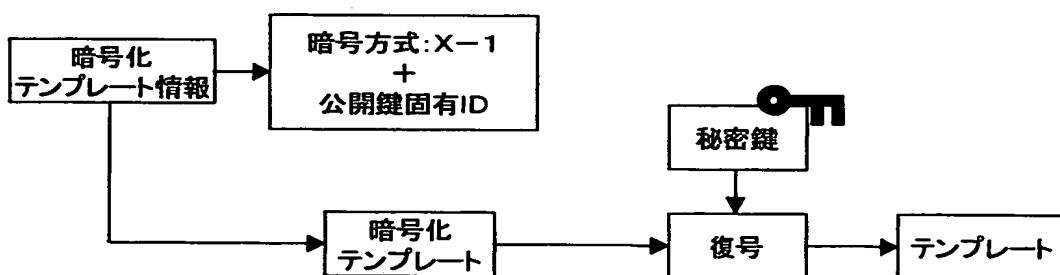 暗号化
テンプレート情報
暗号方式:X－1
+
公開鍵固有ID
秘密鍵
暗号化
テンプレート
復号
テンプレート